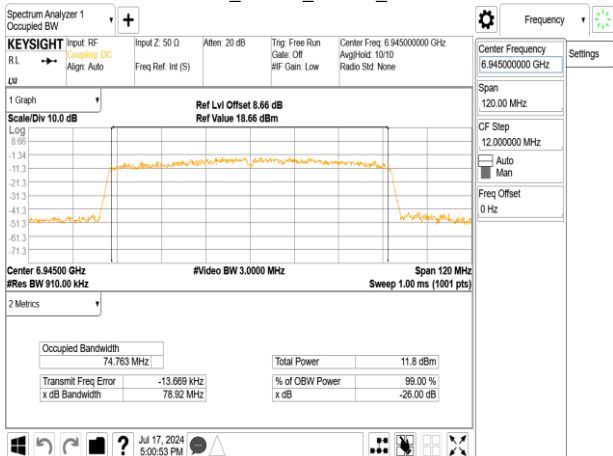 Spectrum Analyzer 1
Occupied BW
+
Frequency
KEYSIGHT
RL
LXI
Input: RF
Coupling: DC
Align: Auto
Input Z: 50 Ω
Freq Ref: Int (S)
Atten: 20 dB
Trig: Free Run
Gate: Off
#IF Gain: Low
Center Freq: 6.945000000 GHz
Avg|Hold: 10/10
Radio Std: None
Center Frequency
6.945000000 GHz
Settings
Span
120.00 MHz
CF Step
12.000000 MHz
Auto
Man
Freq Offset
0 Hz
1 Graph
Scale/Div 10.0 dB
Ref Lvl Offset 8.66 dB
Ref Value 18.66 dBm
Log
8.66
-1.34
-11.3
-21.3
-31.3
-41.3
-51.3
-61.3
-71.3
Center 6.94500 GHz
#Video BW 3.0000 MHz
Span 120 MHz
#Res BW 910.00 kHz
Sweep 1.00 ms (1001 pts)
2 Metrics
Occupied Bandwidth
74.763 MHz
Total Power 11.8 dBm
Transmit Freq Error -13.669 kHz
% of OBW Power 99.00 %
x dB Bandwidth 78.92 MHz
x dB -26.00 dB
?
Jul 17, 2024
5:00:53 PM